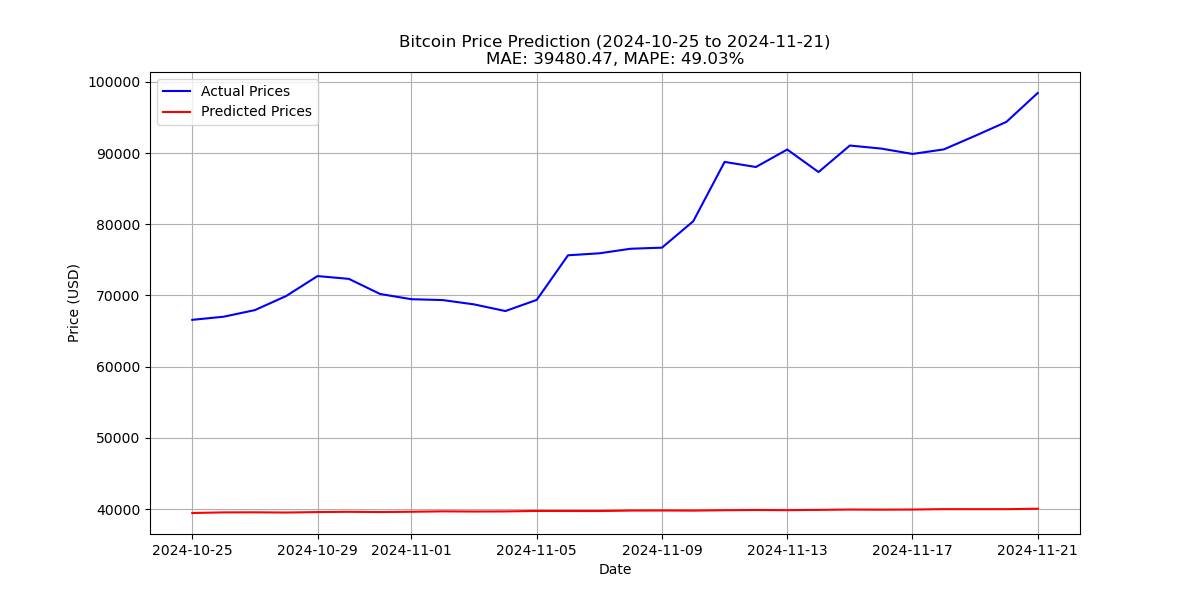 Bitcoin Price Prediction (2024-10-25 to 2024-11-21)
MAE: 39480.47, MAPE: 49.03%
Actual Prices
Predicted Prices
Price (USD)
100000
90000
80000
70000
60000
50000
40000
2024-10-25 2024-10-29 2024-11-01 2024-11-05 2024-11-09 2024-11-13 2024-11-17 2024-11-21
Date